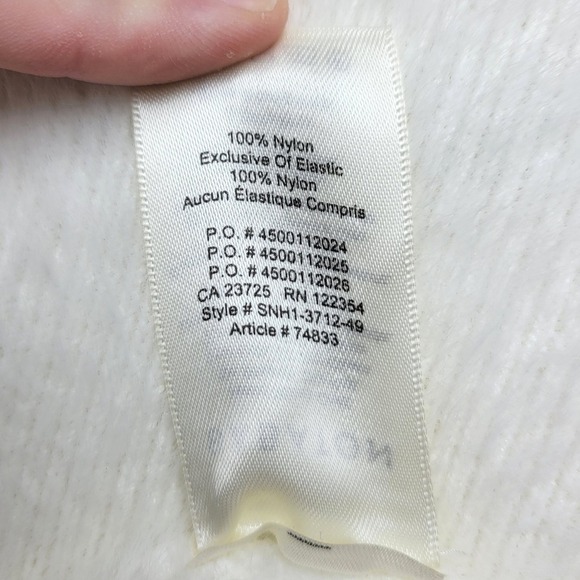 100% Nylon
Exclusive Of Elastic
100% Nylon
Aucun Élastique Compris
P.O. # 4500112024
P.O. # 4500112025
P.O. # 4500112026
CA 23725 RN 122354
Style # SNH1-3712-49
Article # 74833